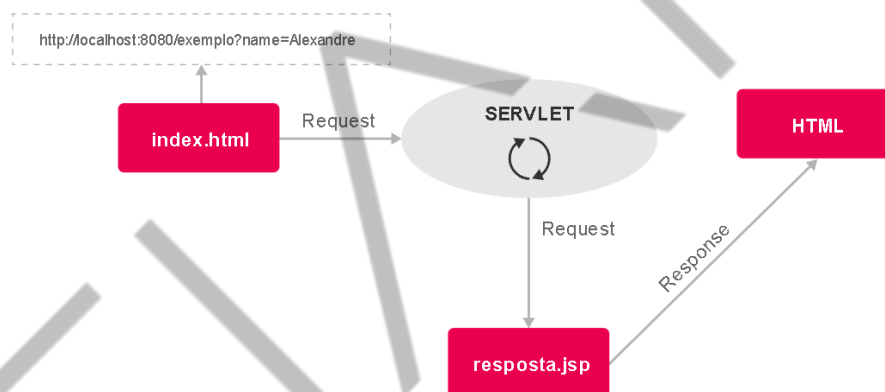 http://localhost:8080/exemplo?name=Alexandre
index.html
Request
SERVLET
HTML
Request
Response
resposta.jsp